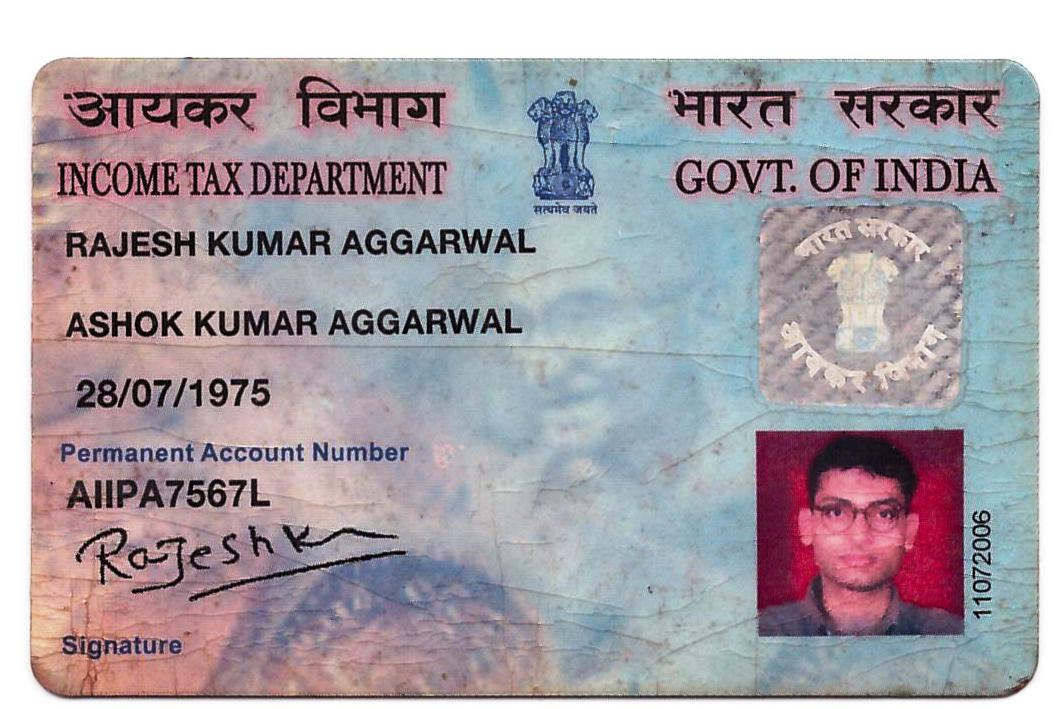 आयकर विभाग
भारत सरकार
INCOME TAX DEPARTMENT
GOVT. OF INDIA
सत्यमेव जयते
RAJESH KUMAR AGGARWAL
भारत सरकार
आयकर विभाग
ASHOK KUMAR AGGARWAL
28/07/1975
Permanent Account Number
AIIPA7567L
Rajesh Kr
11072006
Signature